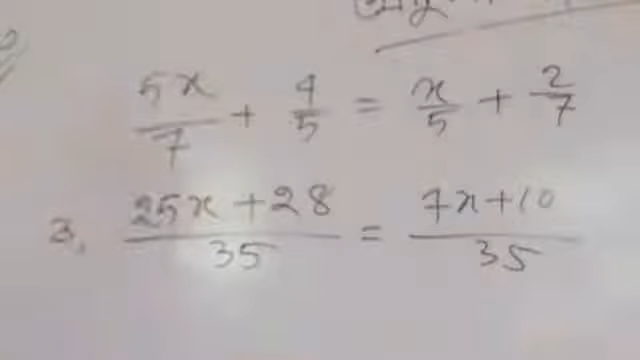 5x/7 + 4/5 = x/5 + 2/7
3. 25x+28/35 = 7x+10/35